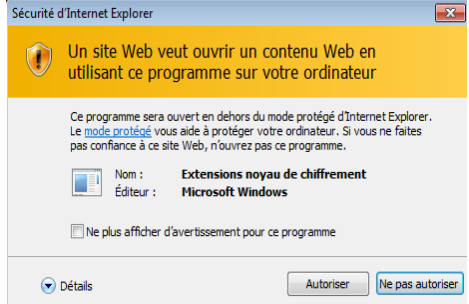 Sécurité d'Internet Explorer
Un site Web veut ouvrir un contenu Web en
utilisant ce programme sur votre ordinateur
Ce programme sera ouvert en dehors du mode protégé d'Internet Explorer.
Le mode protégé vous aide à protéger votre ordinateur. Si vous ne faites
pas confiance à ce site Web, n'ouvrez pas ce programme.
Nom : Extensions noyau de chiffrement
Éditeur : Microsoft Windows
Ne plus afficher d'avertissement pour ce programme
Détails Autoriser Ne pas autoriser